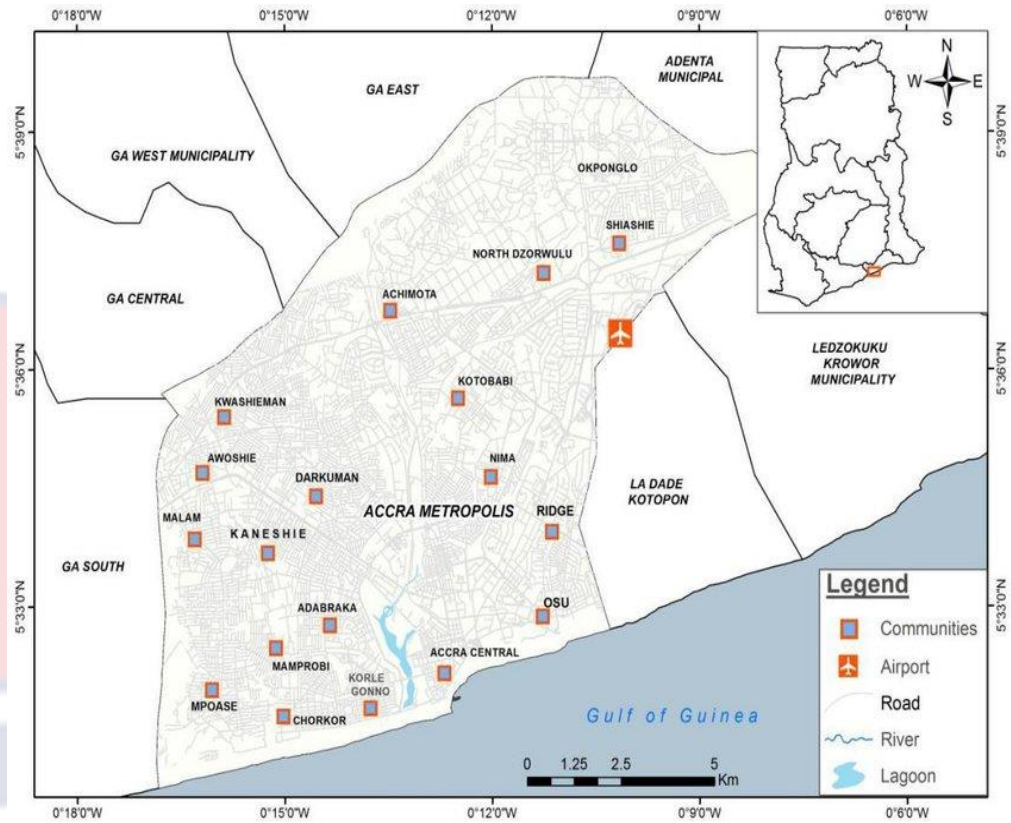 0°18'0"W
0°15'0"W
0°12'0"W
0°9'0"W
0°6'0"W
5°39'0"N
5°39'0"N
5°36'0"N
5°36'0"N
5°33'0"N
5°33'0"N
GA EAST
ADENTA
MUNICIPAL
N
W
E
S
GA WEST MUNICIPALITY
OKPONGLO
SHIASHIE
NORTH DZORWULU
GA CENTRAL
ACHIMOTA
LEDZOKUKU
KROWOR
MUNICIPALITY
KOTOBABI
KWASHIEMAN
AWOSHIE
NIMA
DARKUMAN
LA DADE
KOTOPON
ACCRA METROPOLIS
RIDGE
MALAM
KANESHIE
GA SOUTH
ADABRAKA
OSU
ACCRA CENTRAL
MAMPROBI
KORLE
GONNO
MPOASE
CHORKOR
Gulf of Guinea
0 1.25 2.5 5
Km
Legend
Communities
Airport
Road
River
Lagoon
0°18'0"W
0°15'0"W
0°12'0"W
0°9'0"W
0°6'0"W